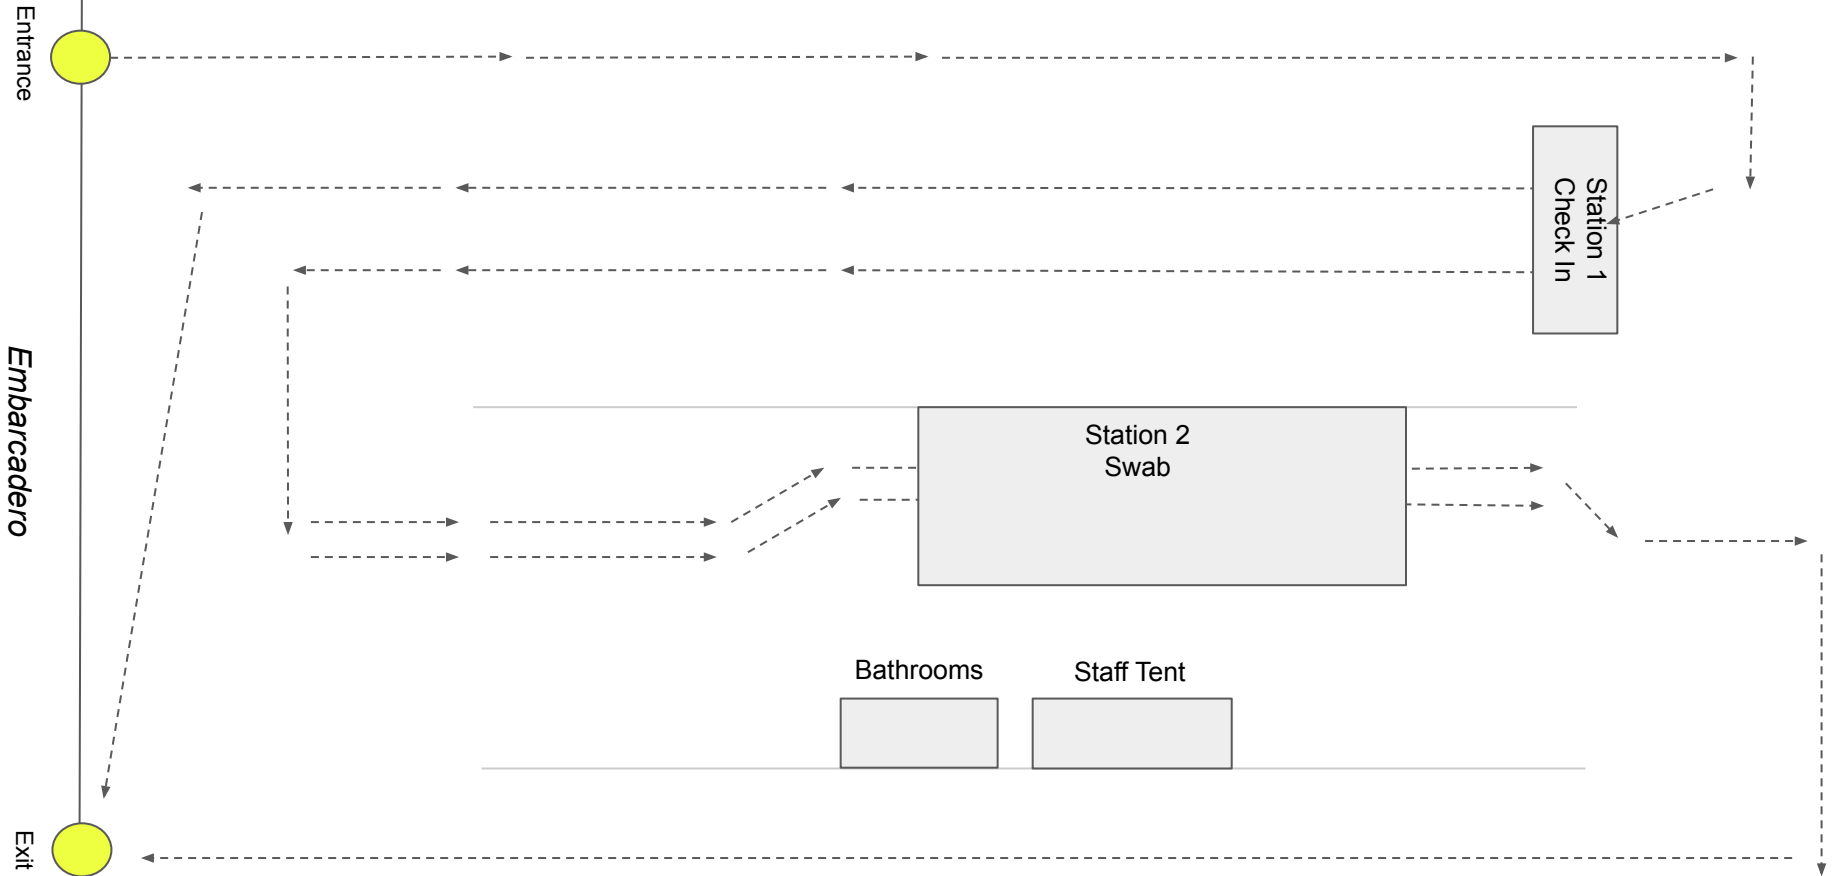 Entrance
Station 1
Check In
Embarcadero
Station 2
Swab
Bathrooms
Staff Tent
Exit